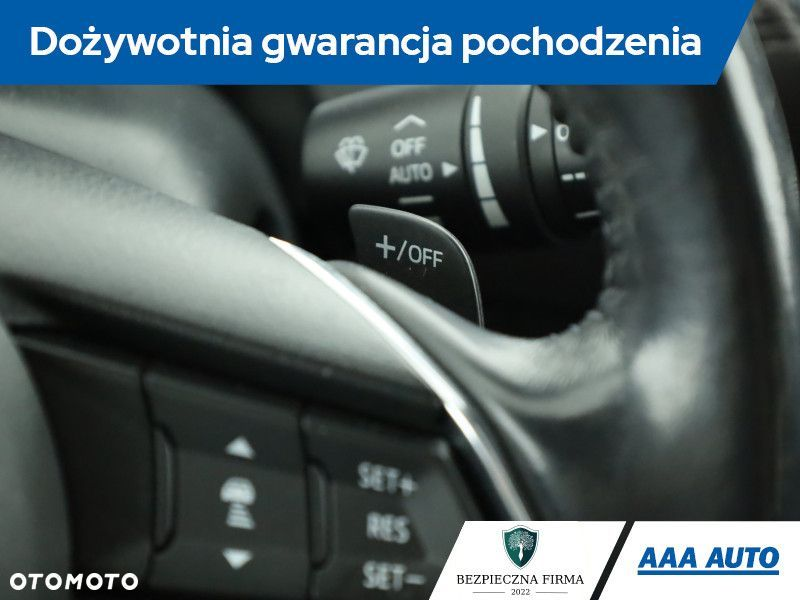 Dożywotnia gwarancja pochodzenia
OFF
AUTO
+/OFF
SET+
RES
SET-
BEZPIECZNA FIRMA
2022
AAA AUTO
OTOMOTO